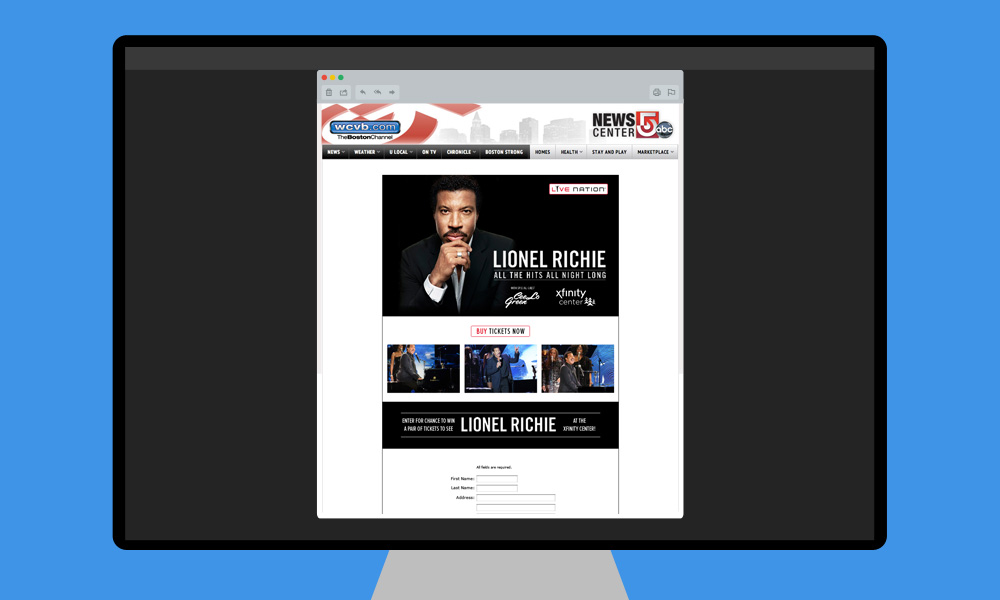 wcvb.com
TheBostonChannel
NEWS
CENTER 5 abc
NEWS WEATHER U LOCAL ON TV CHRONICLE BOSTON STRONG HOMES HEALTH STAY AND PLAY MARKETPLACE
LIVE NATION
LIONEL RICHIE
ALL THE HITS ALL NIGHT LONG
WITH SPECIAL GUEST
CeeLo
Green
xfinity
center
BUY TICKETS NOW
ENTER FOR CHANCE TO WIN
A PAIR OF TICKETS TO SEE
LIONEL RICHIE
AT THE
XFINITY CENTER!
All fields are required.
First Name:
Last Name:
Address: